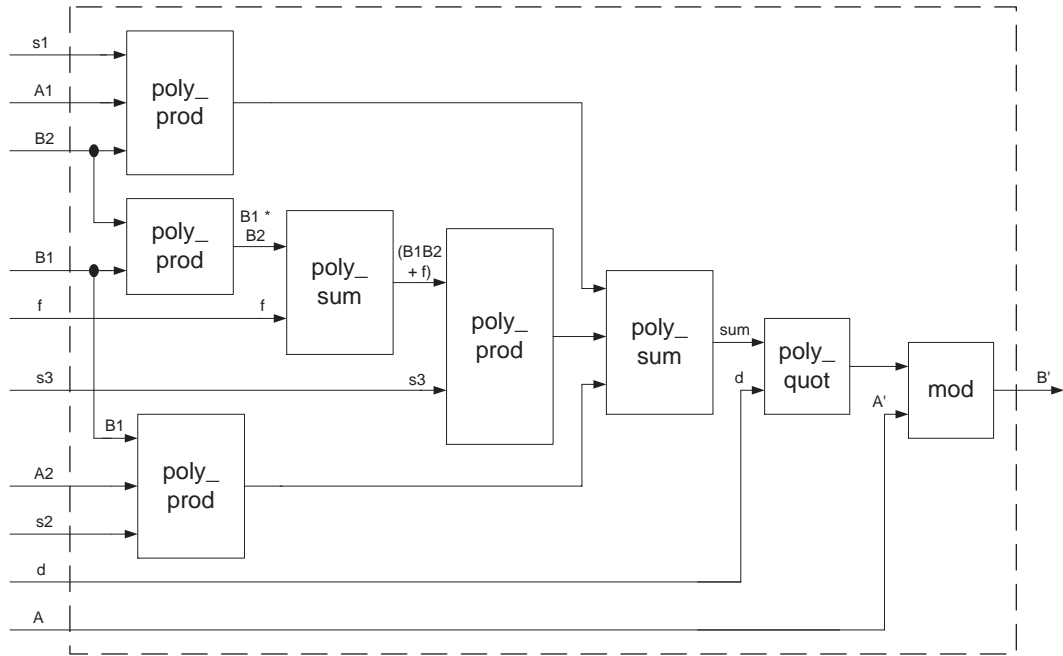 s1
A1
B2
poly_
prod
B1
f
s3
poly_
prod
B1 *
B2
f
poly_
sum
(B1B2
+ f)
s3
poly_
prod
B1
A2
s2
poly_
prod
poly_
sum
sum
d
poly_
quot
A'
mod
B'
d
A